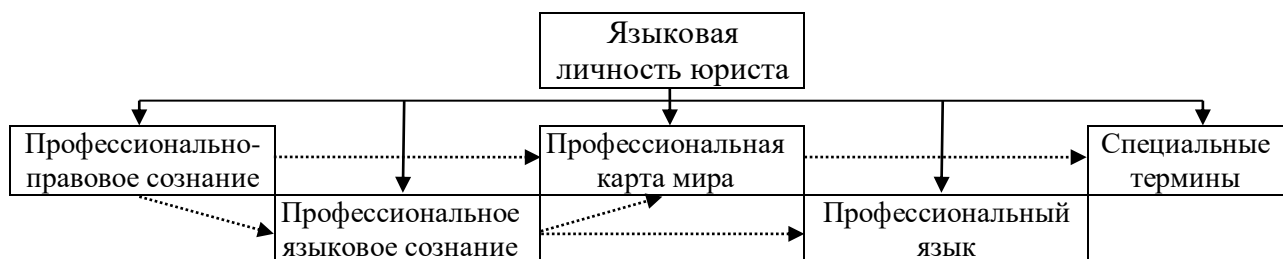 Языковая
личность юриста
Профессионально-
правовое сознание
Профессиональная
карта мира
Специальные
термины
Профессиональное
языковое сознание
Профессиональный
язык